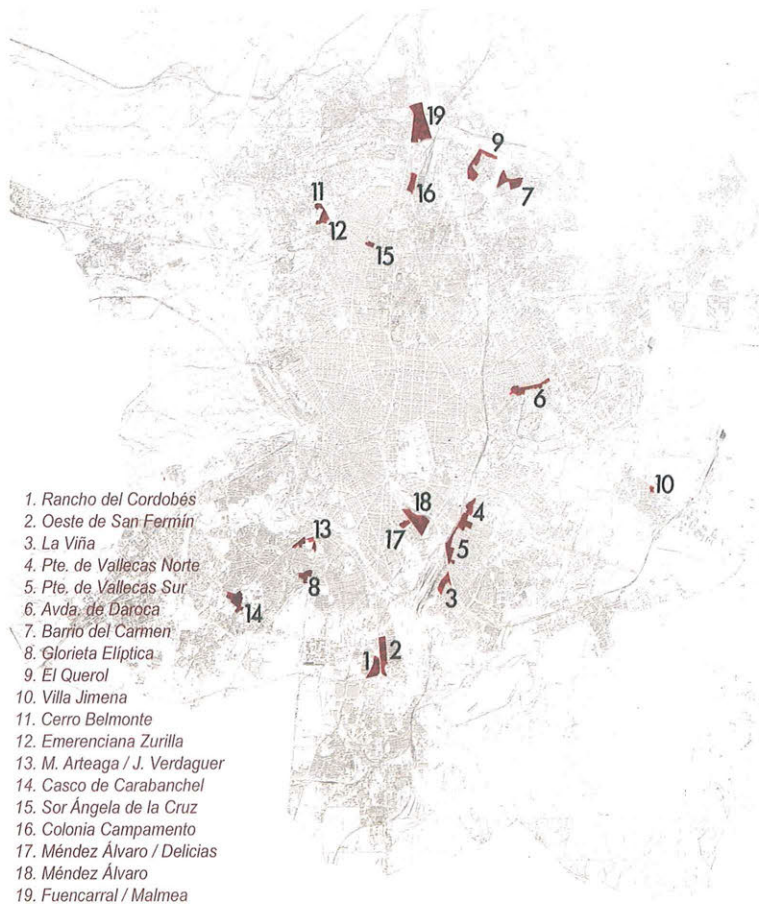 19
9
16
7
11
12
15
6
10
18
4
17
13
5
8
3
14
1
2
1. Rancho del Cordobés
2. Oeste de San Fermín
3. La Viña
4. Pte. de Vallecas Norte
5. Pte. de Vallecas Sur
6. Avda. de Daroca
7. Barrio del Carmen
8. Glorieta Elíptica
9. El Querol
10. Villa Jimena
11. Cerro Belmonte
12. Emerenciana Zurilla
13. M. Arteaga / J. Verdaguer
14. Casco de Carabanchel
15. Sor Ángela de la Cruz
16. Colonia Campamento
17. Méndez Álvaro / Delicias
18. Méndez Álvaro
19. Fuencarral / Malmea